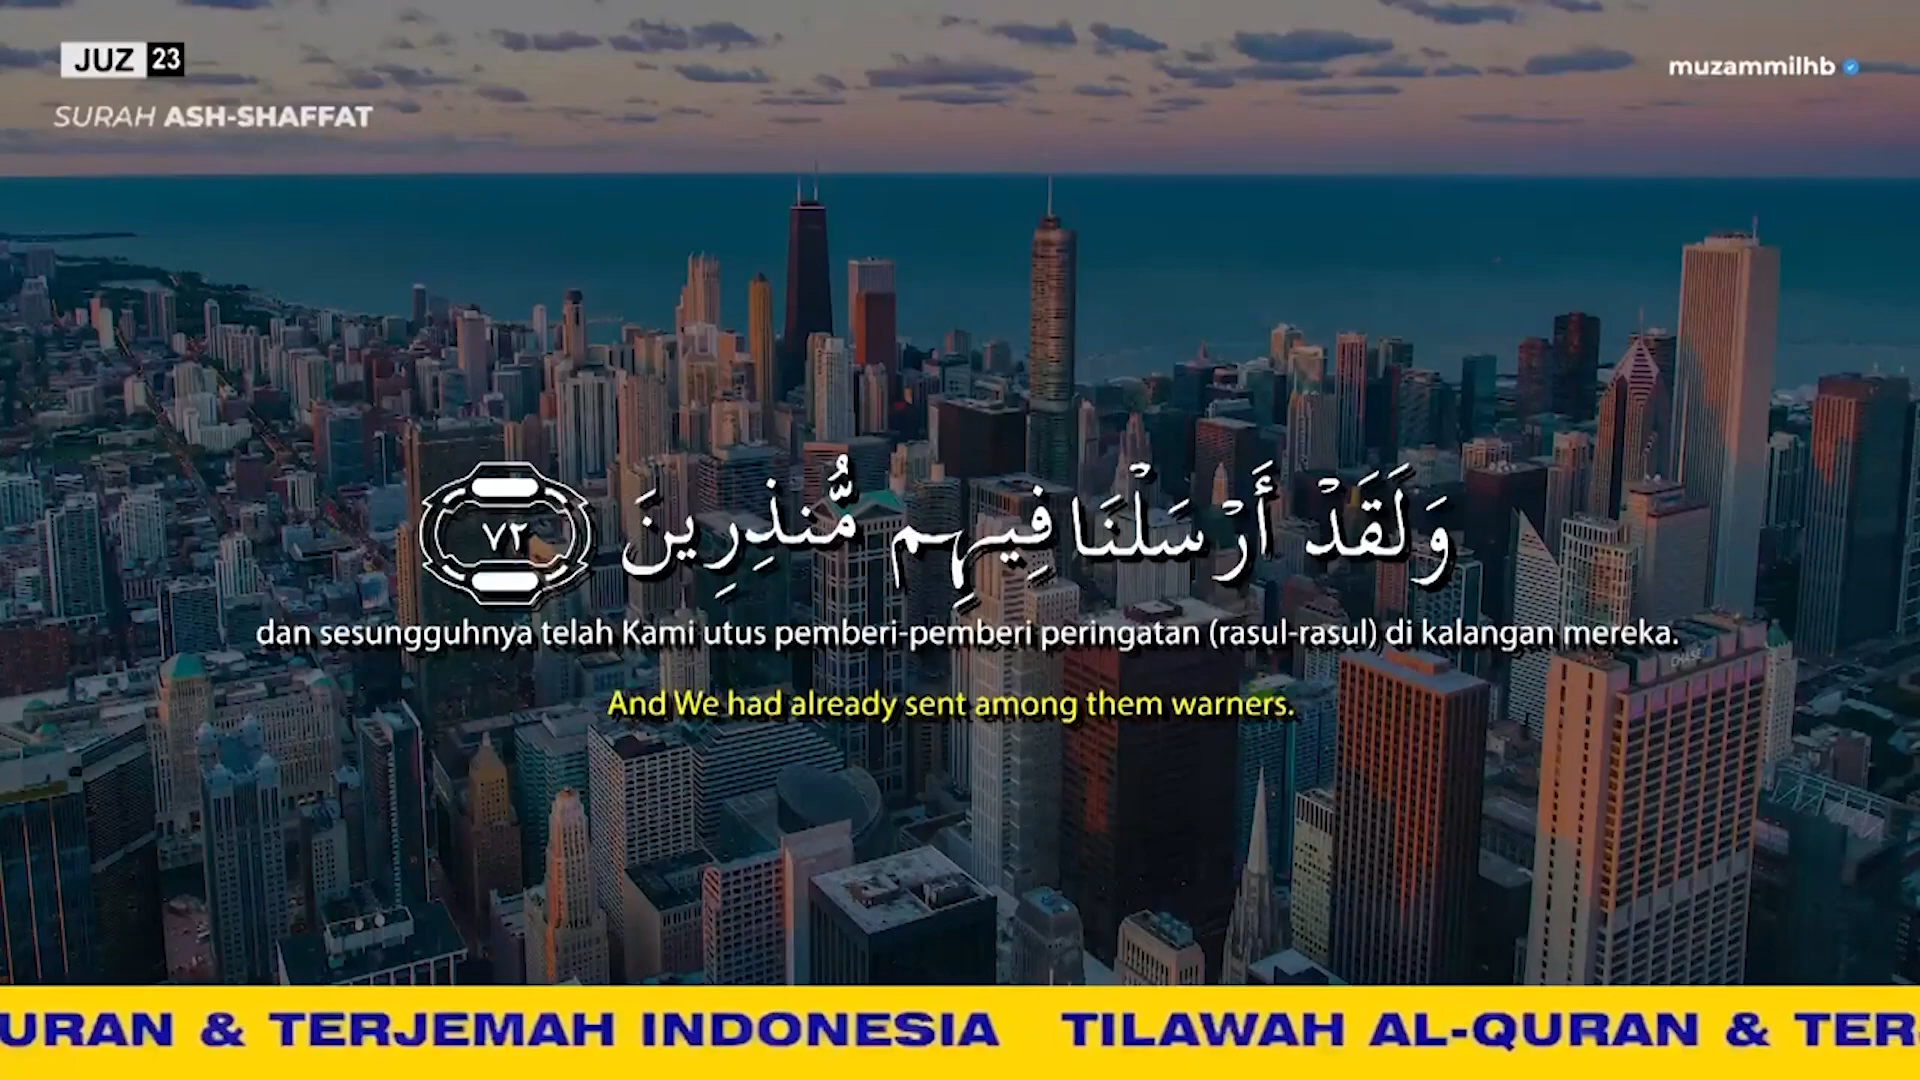 JUZ 23
muzammilhb
SURAH ASH-SHAFFAT
وَلَقَدْ أَرْسَلْنَا فِيهِم مُّنذِرِينَ ٧٢
dan sesungguhnya telah Kami utus pemberi-pemberi peringatan (rasul-rasul) di kalangan mereka.
And We had already sent among them warners.
URAN & TERJEMAH INDONESIA TILAWAH AL-QURAN & TER